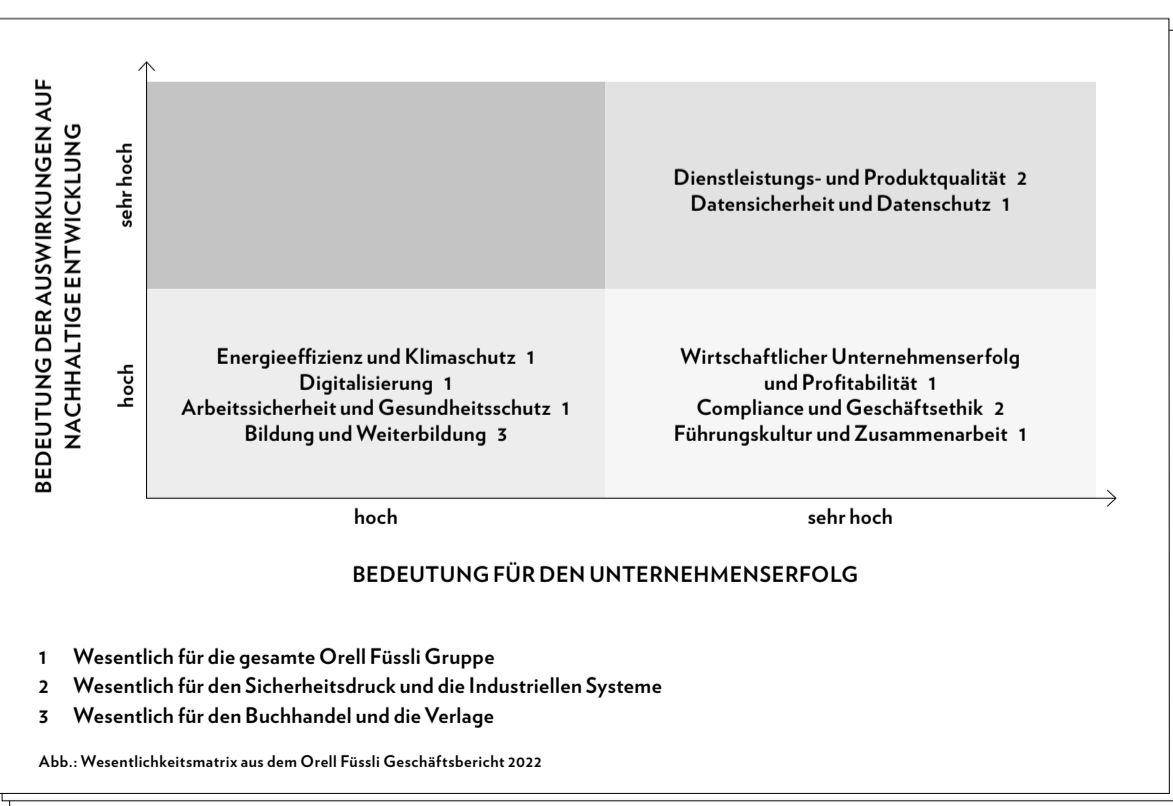 BEDEUTUNG DER AUSWIRKUNGEN AUF
NACHHALTIGE ENTWICKLUNG
sehr hoch
hoch
Dienstleistungs- und Produktqualität 2
Datensicherheit und Datenschutz 1
Energieeffizienz und Klimaschutz 1
Digitalisierung 1
Arbeitssicherheit und Gesundheitsschutz 1
Bildung und Weiterbildung 3
Wirtschaftlicher Unternehmenserfolg
und Profitabilität 1
Compliance und Geschäftsethik 2
Führungskultur und Zusammenarbeit 1
hoch
sehr hoch
BEDEUTUNG FÜR DEN UNTERNEHMENSERFOLG
1 Wesentlich für die gesamte Orell Füssli Gruppe
2 Wesentlich für den Sicherheitsdruck und die Industriellen Systeme
3 Wesentlich für den Buchhandel und die Verlage
Abb.: Wesentlichkeitsmatrix aus dem Orell Füssli Geschäftsbericht 2022